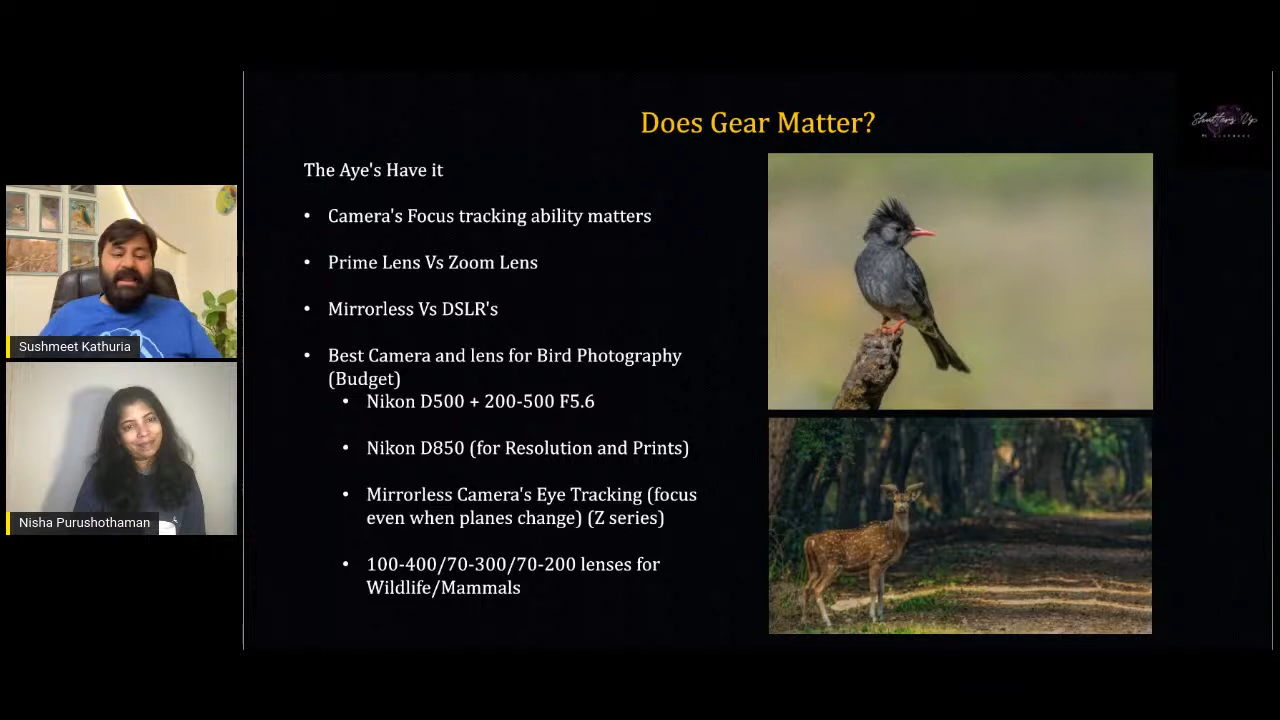 Does Gear Matter?
Shutters Up
The Aye's Have it
• Camera's Focus tracking ability matters
• Prime Lens Vs Zoom Lens
• Mirrorless Vs DSLR's
• Best Camera and lens for Bird Photography
(Budget)
• Nikon D500 + 200-500 F5.6
• Nikon D850 (for Resolution and Prints)
• Mirrorless Camera's Eye Tracking (focus
even when planes change) (Z series)
• 100-400/70-300/70-200 lenses for
Wildlife/Mammals
Sushmeet Kathuria
Nisha Purushothaman